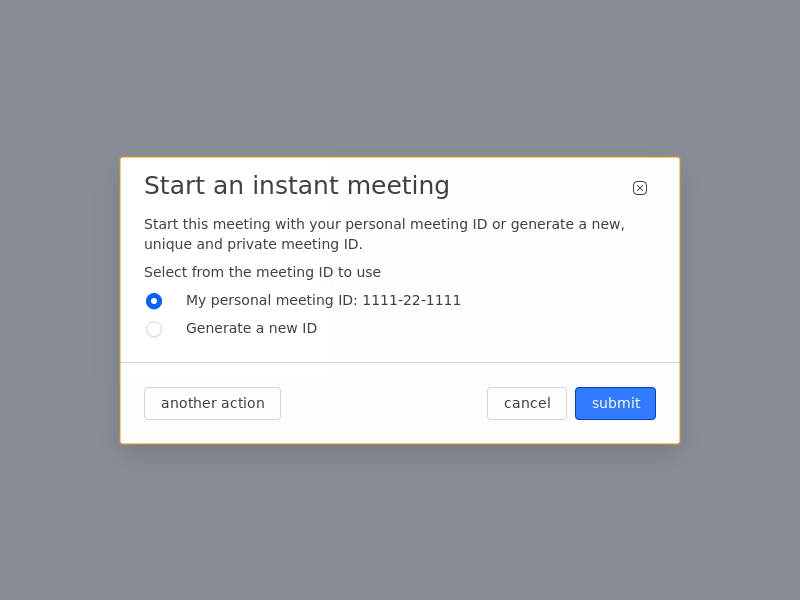 Start an instant meeting
Start this meeting with your personal meeting ID or generate a new,
unique and private meeting ID.
Select from the meeting ID to use
My personal meeting ID: 1111-22-1111
Generate a new ID
another action
cancel
submit